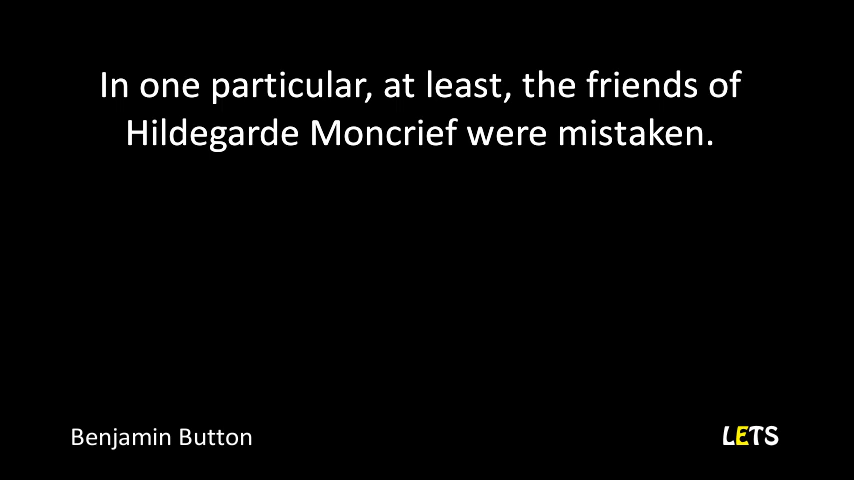 In one particular, at least, the friends of
Hildegarde Moncrief were mistaken.
Benjamin Button
LETS